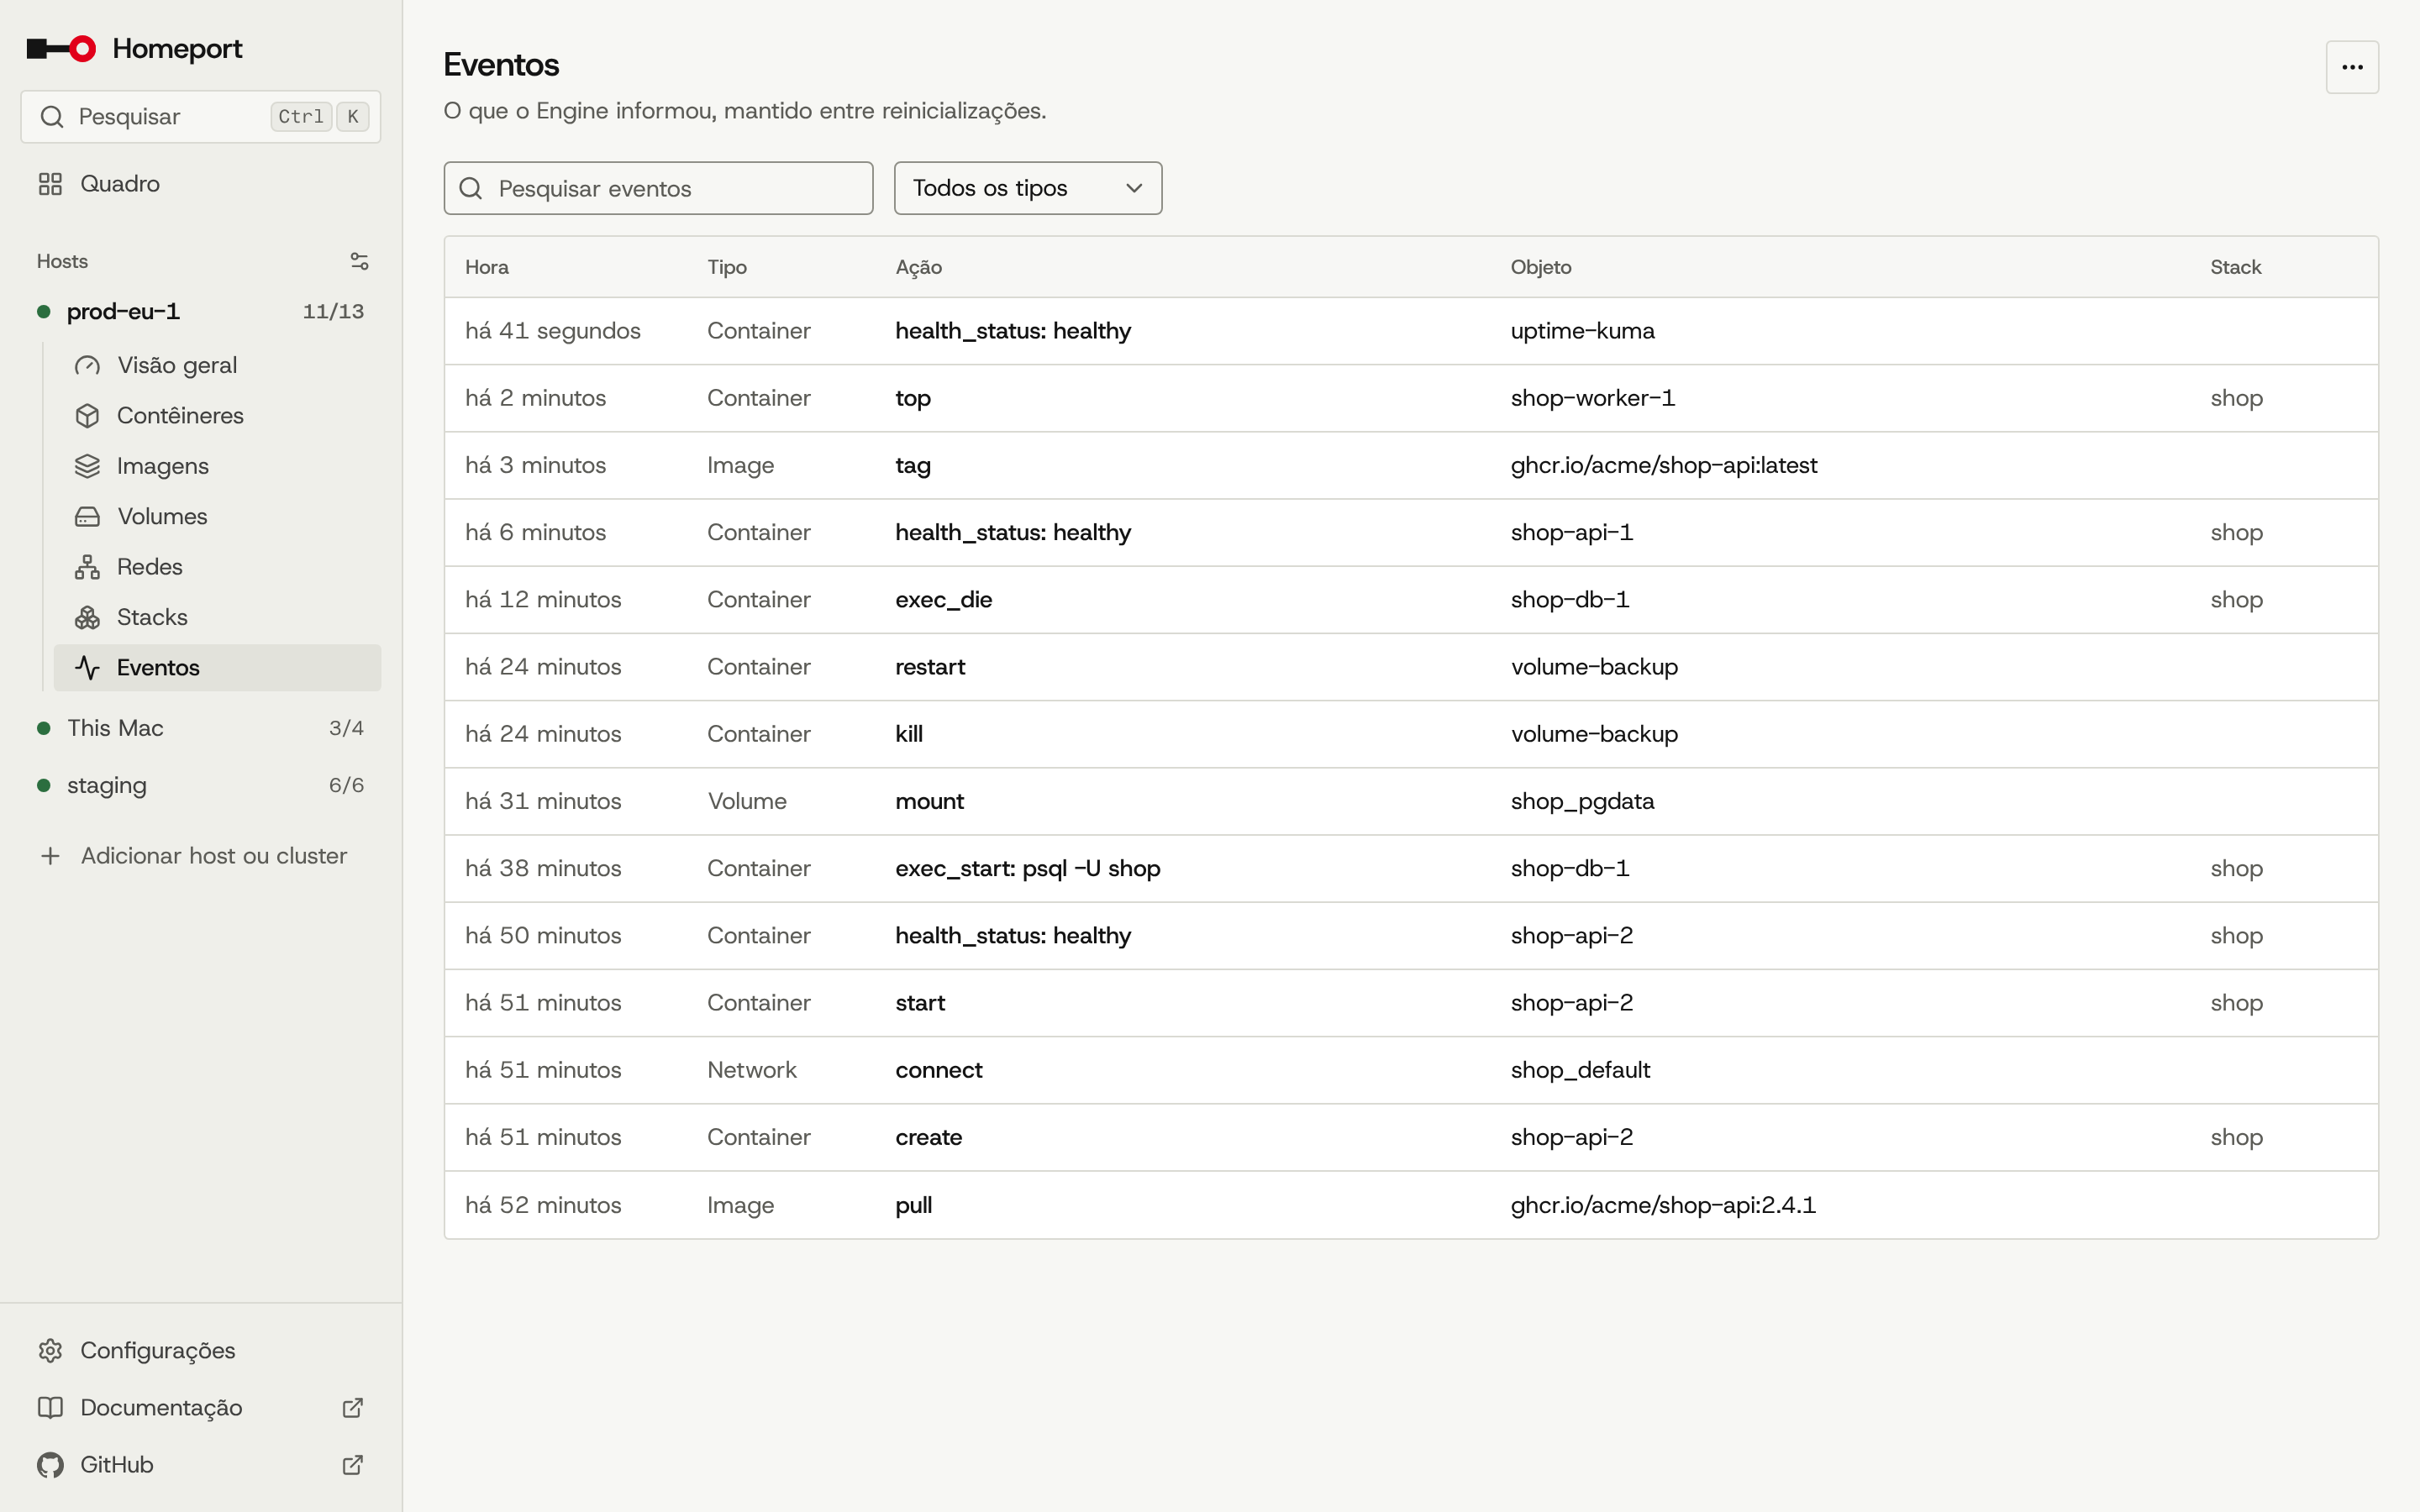 Homeport
Pesquisar Ctrl K
Quadro
Hosts
prod-eu-1 11/13
Visão geral
Contêineres
Imagens
Volumes
Redes
Stacks
Eventos
This Mac 3/4
staging 6/6
Adicionar host ou cluster
Configurações
Documentação
GitHub
Eventos
O que o Engine informou, mantido entre reinicializações.
Pesquisar eventos Todos os tipos
Hora Tipo Ação Objeto Stack
há 41 segundos Container health_status: healthy uptime-kuma
há 2 minutos Container top shop-worker-1 shop
há 3 minutos Image tag ghcr.io/acme/shop-api:latest
há 6 minutos Container health_status: healthy shop-api-1 shop
há 12 minutos Container exec_die shop-db-1 shop
há 24 minutos Container restart volume-backup
há 24 minutos Container kill volume-backup
há 31 minutos Volume mount shop_pgdata
há 38 minutos Container exec_start: psql -U shop shop-db-1 shop
há 50 minutos Container health_status: healthy shop-api-2 shop
há 51 minutos Container start shop-api-2 shop
há 51 minutos Network connect shop_default
há 51 minutos Container create shop-api-2 shop
há 52 minutos Image pull ghcr.io/acme/shop-api:2.4.1